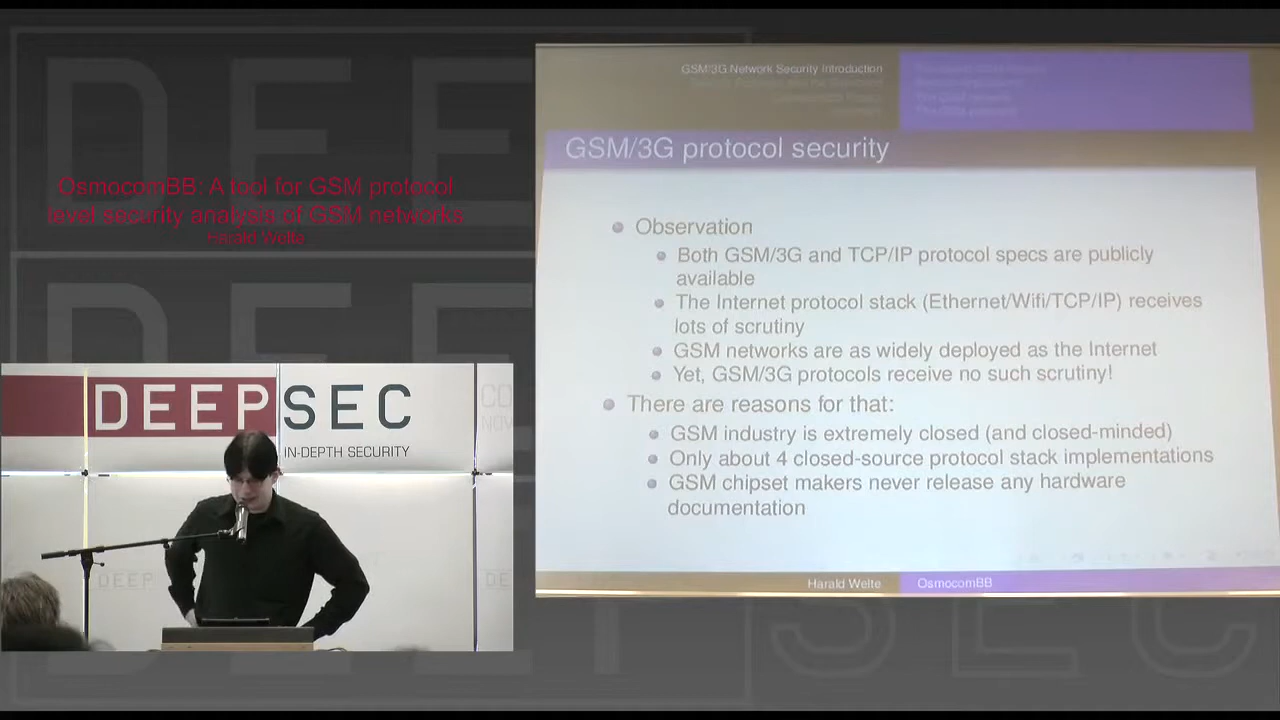 OsmocomBB: A tool for GSM protocol
level security analysis of GSM networks
Harald Welte
DEEPSEC
IN-DEPTH SECURITY
DEEP
GSM/3G Network Security Introduction
GSM/3G protocol security
Observation
Both GSM/3G and TCP/IP protocol specs are publicly
available
The Internet protocol stack (Ethernet/Wifi/TCP/IP) receives
lots of scrutiny
GSM networks are as widely deployed as the Internet
Yet, GSM/3G protocols receive no such scrutiny!
There are reasons for that:
GSM industry is extremely closed (and closed-minded)
Only about 4 closed-source protocol stack implementations
GSM chipset makers never release any hardware
documentation
Harald Welte OsmocomBB